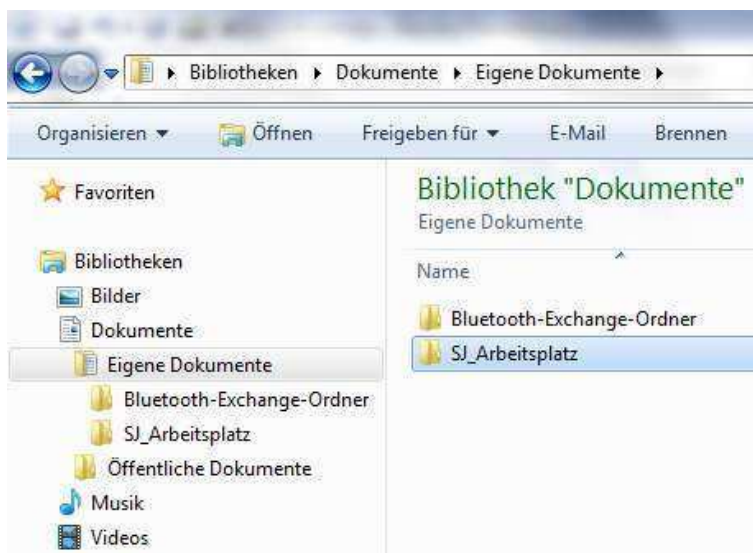 Bibliotheken Dokumente Eigene Dokumente
Organisieren Öffnen Freigeben für E-Mail Brennen
Favoriten
Bibliotheken
Bilder
Dokumente
Eigene Dokumente
Bluetooth-Exchange-Ordner
SJ_Arbeitsplatz
Öffentliche Dokumente
Musik
Videos
Bibliothek "Dokumente"
Eigene Dokumente
Name
Bluetooth-Exchange-Ordner
SJ_Arbeitsplatz